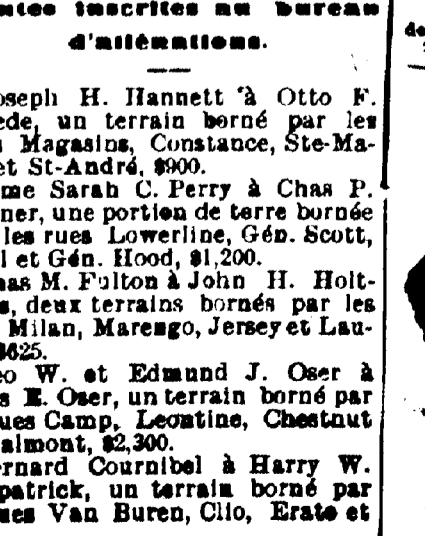 ntes inscrites au bureau
d'aliénations.
oseph H. Hannett à Otto F.
ede, un terrain borné par les
s Magasins, Constance, Ste-Ma-
et St-André, $900.
me Sarah C. Perry à Chas P.
ner, une portion de terre bornée
les rues Lowerline, Gén. Scott,
l et Gén. Hood, $1,200.
as M. Fulton à John H. Holt-
s, deux terrains bornés par les
Milan, Marengo, Jersey et Lau-
$625.
eo W. et Edmund J. Oser à
s E. Oser, un terrain borné par
ues Camp, Leontine, Chestnut
almont, $2,300.
ernard Cournibel à Harry W.
patrick, un terrain borné par
ues Van Buren, Clio, Erato et
de